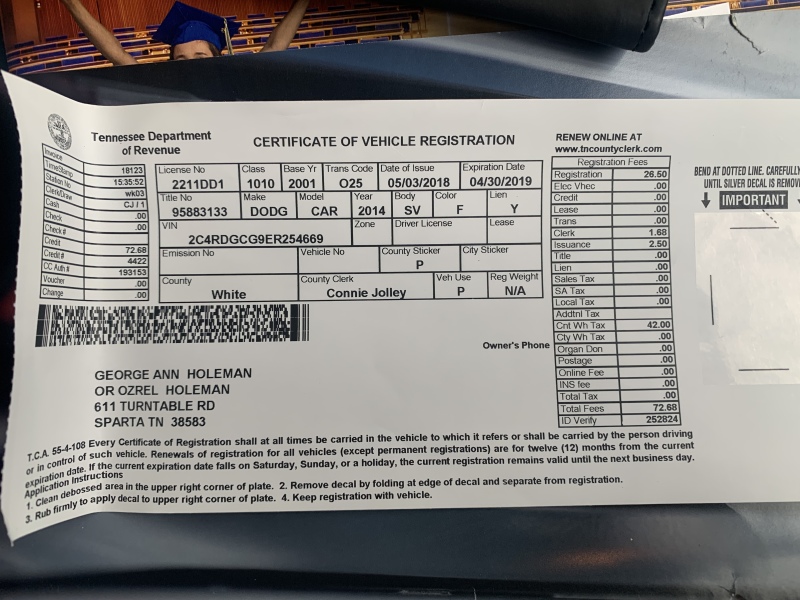 Tennessee Department
of Revenue
CERTIFICATE OF VEHICLE REGISTRATION
RENEW ONLINE AT
www.tncountyclerk.com
Invoice 18123
TimeStamp 15:35:52
Station No wk03
Clerk/Draw CJ / 1
Cash .00
Check .00
Check #
Credit 72.68
Credit # 4422
CC Auth # 193153
Voucher .00
Change .00
License No Class Base Yr Trans Code Date of Issue Expiration Date
2211DD1 1010 2001 O25 05/03/2018 04/30/2019
Title No Make Model Year Body Color Lien
95883133 DODG CAR 2014 SV F Y
VIN Zone Driver License Lease
2C4RDGCG9ER254669
Emission No Vehicle No County Sticker City Sticker
P
County County Clerk Veh Use Reg Weight
White Connie Jolley P N/A
Registration Fees
Registration 26.50
Elec Vhec .00
Credit .00
Lease .00
Trans .00
Clerk 1.68
Issuance 2.50
Title .00
Lien .00
Sales Tax .00
SA Tax .00
Local Tax .00
Addtnl Tax
Cnt Wh Tax 42.00
Cty Wh Tax .00
Organ Don .00
Postage .00
Online Fee .00
INS fee .00
Total Tax .00
Total Fees 72.68
ID Verify 252824
BEND AT DOTTED LINE. CAREFULLY
UNTIL SILVER DECAL IS
IMPORTANT
Owner's Phone
GEORGE ANN HOLEMAN
OR OZREL HOLEMAN
611 TURNTABLE RD
SPARTA TN 38583
T.C.A. 55-4-108 Every Certificate of Registration shall at all times be carried in the vehicle to which it refers or shall be carried by the person driving
or in control of such vehicle. Renewals of registration for all vehicles (except permanent registrations) are for twelve (12) months from the current
expiration date. If the current expiration date falls on Saturday, Sunday, or a holiday, the current registration remains valid until the next business day.
Application Instructions
1. Clean debossed area in the upper right corner of plate. 2. Remove decal by folding at edge of decal and separate from registration.
3. Rub firmly to apply decal to upper right corner of plate. 4. Keep registration with vehicle.